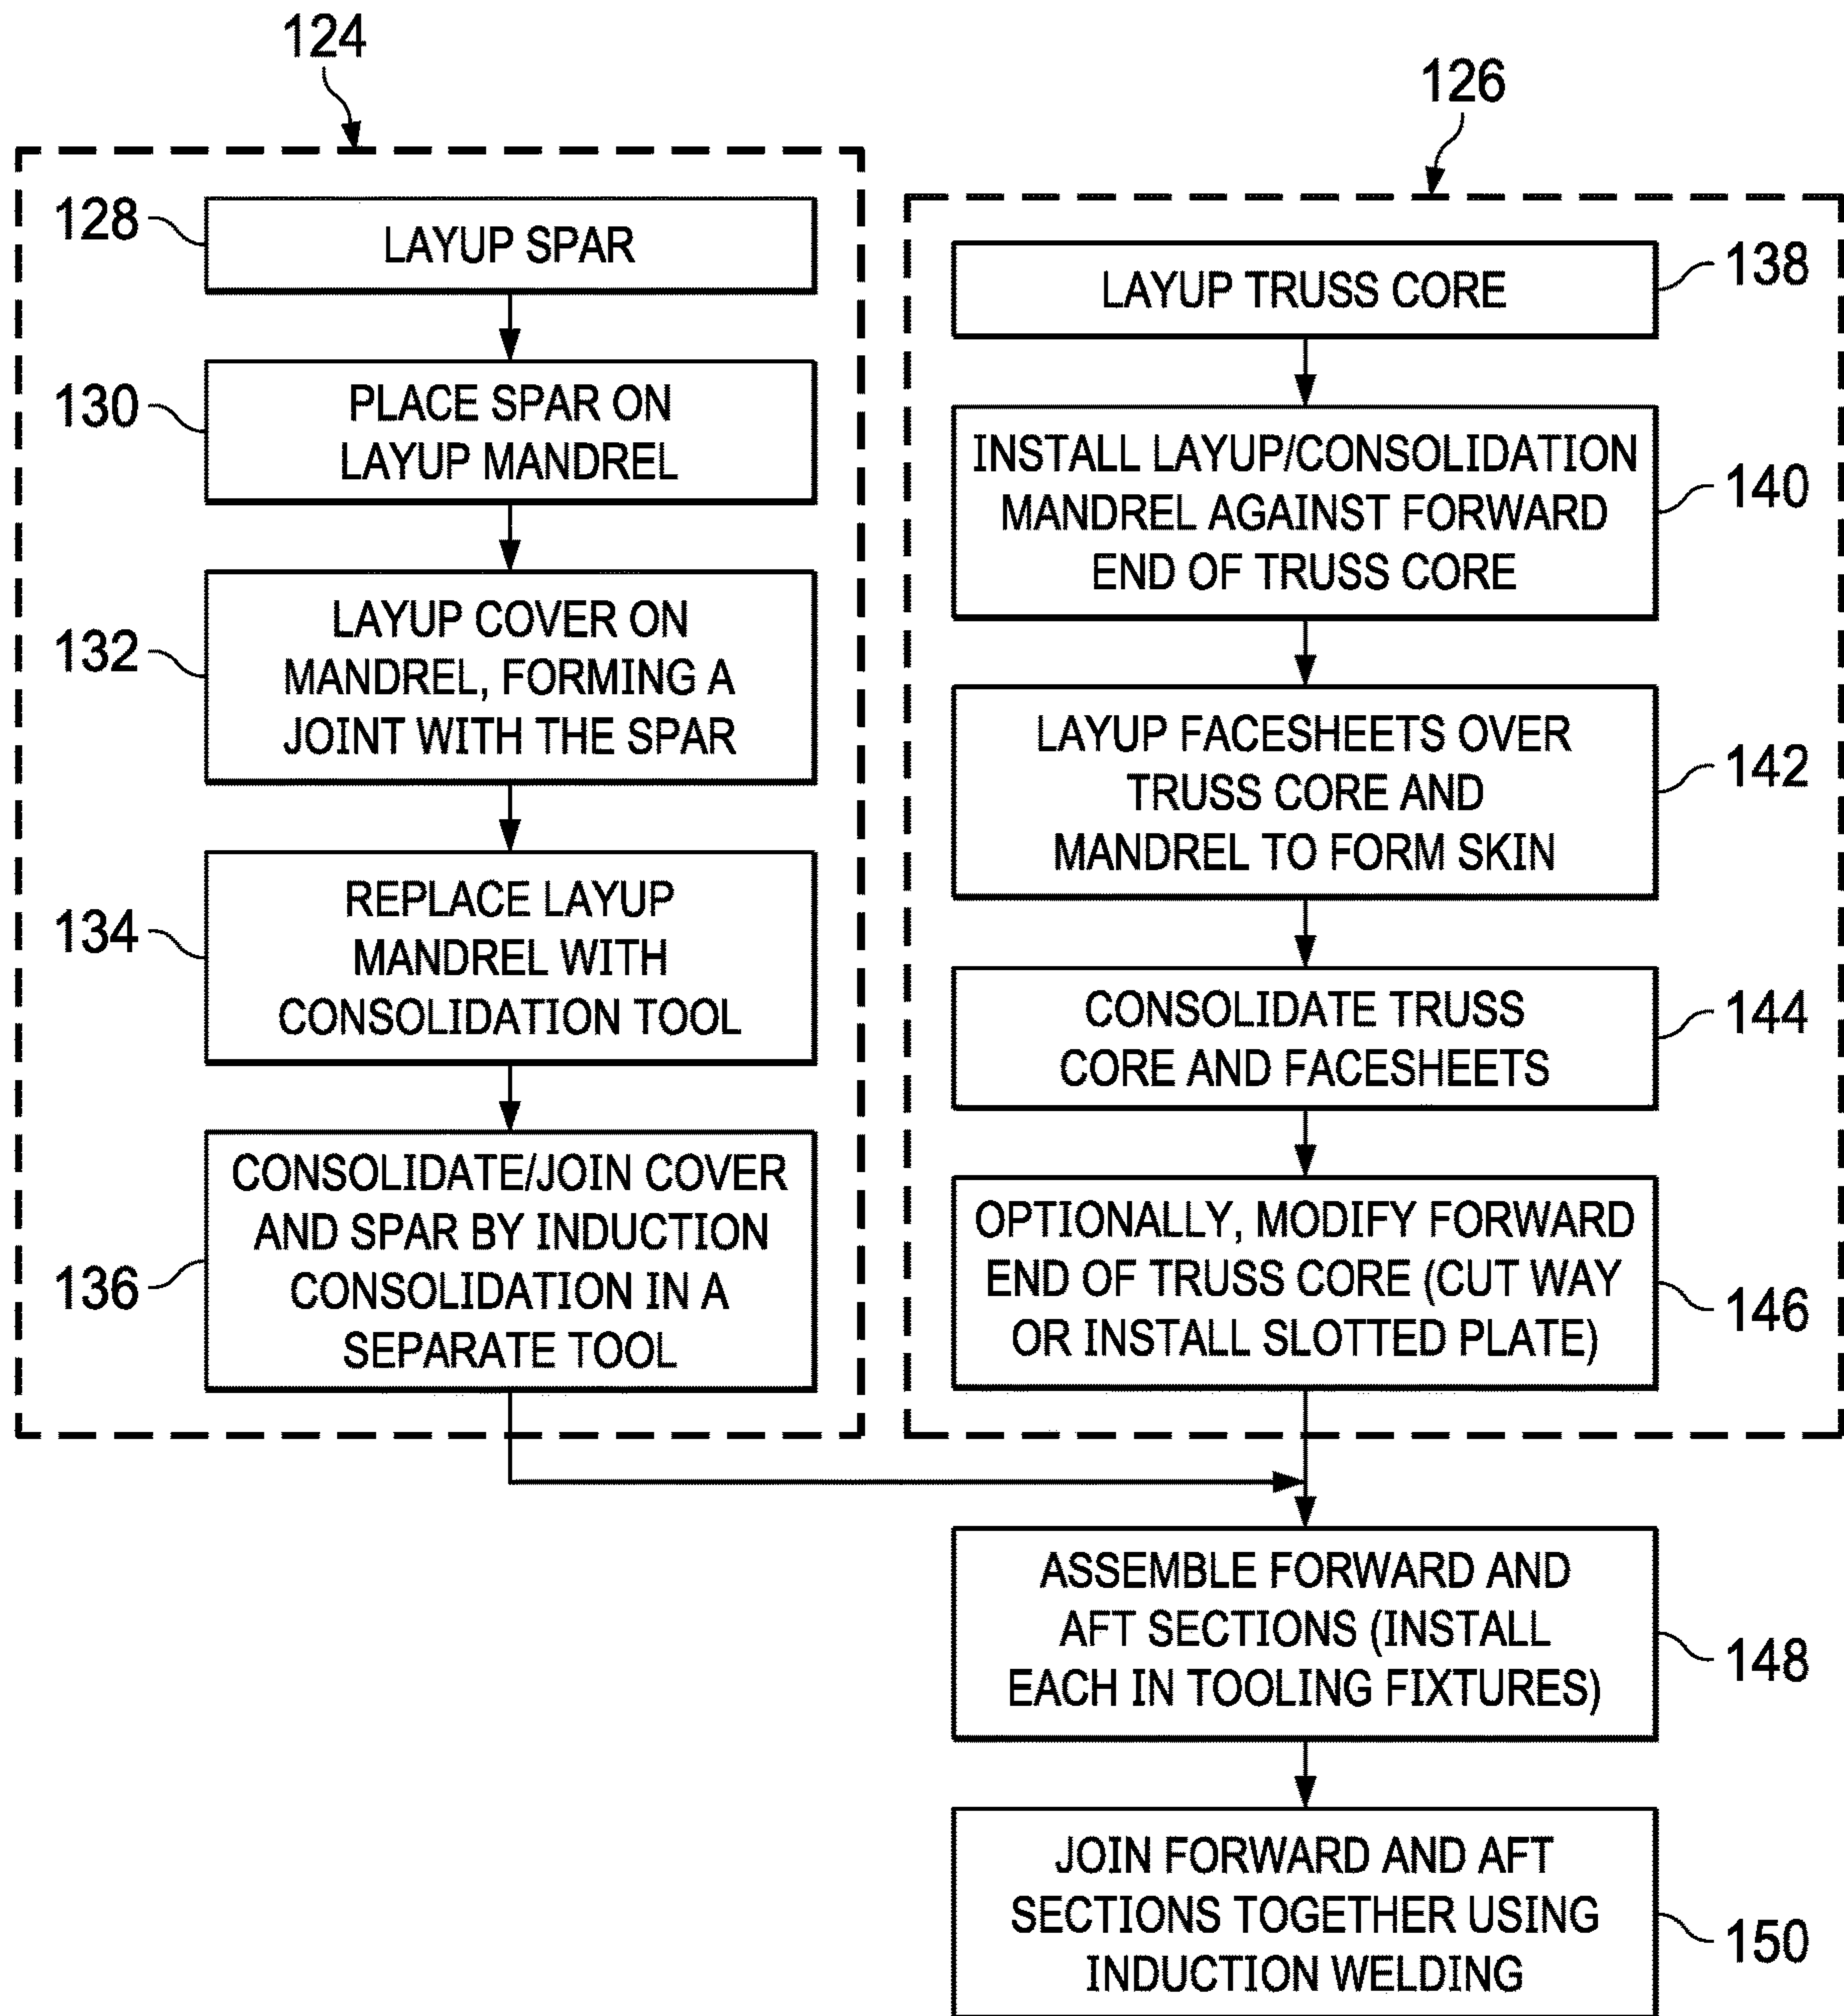 124
128
LAYUP SPAR
130
PLACE SPAR ON
LAYUP MANDREL
132
LAYUP COVER ON
MANDREL, FORMING A
JOINT WITH THE SPAR
134
REPLACE LAYUP
MANDREL WITH
CONSOLIDATION TOOL
136
CONSOLIDATE/JOIN COVER
AND SPAR BY INDUCTION
CONSOLIDATION IN A
SEPARATE TOOL
126
LAYUP TRUSS CORE
138
INSTALL LAYUP/CONSOLIDATION
MANDREL AGAINST FORWARD
END OF TRUSS CORE
140
LAYUP FACESHEETS OVER
TRUSS CORE AND
MANDREL TO FORM SKIN
142
CONSOLIDATE TRUSS
CORE AND FACESHEETS
144
OPTIONALLY, MODIFY FORWARD
END OF TRUSS CORE (CUT WAY
OR INSTALL SLOTTED PLATE)
146
ASSEMBLE FORWARD AND
AFT SECTIONS (INSTALL
EACH IN TOOLING FIXTURES)
148
JOIN FORWARD AND AFT
SECTIONS TOGETHER USING
INDUCTION WELDING
150